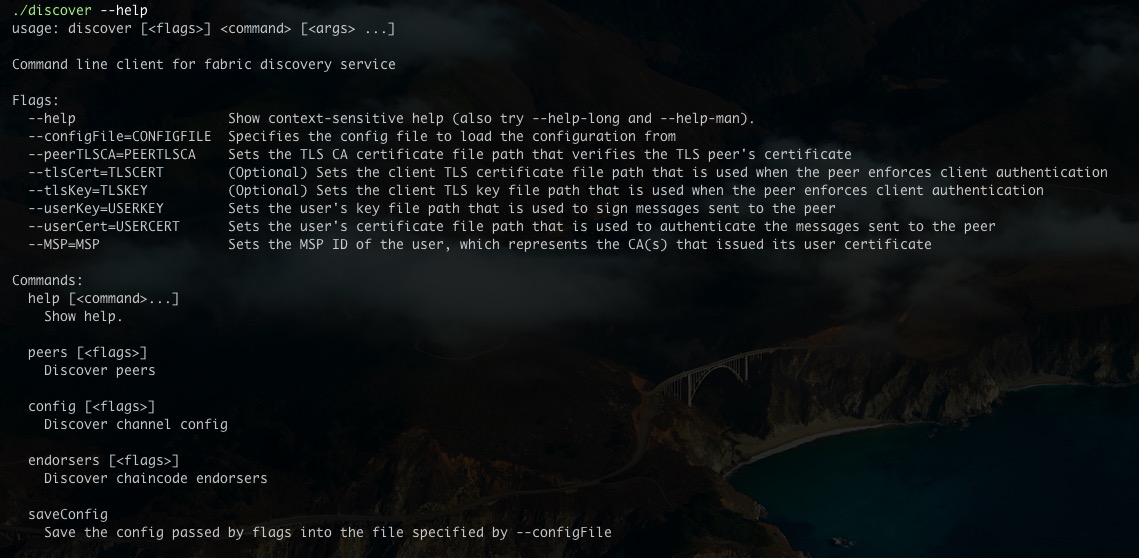 ./discover --help
usage: discover [<flags>] <command> [<args> ...]
Command line client for fabric discovery service
Flags:
--help Show context-sensitive help (also try --help-long and --help-man).
--configFile=CONFIGFILE Specifies the config file to load the configuration from
--peerTLSCA=PEERTLSCA Sets the TLS CA certificate file path that verifies the TLS peer's certificate
--tlsCert=TLSCERT (Optional) Sets the client TLS certificate file path that is used when the peer enforces client authentication
--tlsKey=TLSKEY (Optional) Sets the client TLS key file path that is used when the peer enforces client authentication
--userKey=USERKEY Sets the user's key file path that is used to sign messages sent to the peer
--userCert=USERCERT Sets the user's certificate file path that is used to authenticate the messages sent to the peer
--MSP=MSP Sets the MSP ID of the user, which represents the CA(s) that issued its user certificate
Commands:
help [<command>...]
Show help.
peers [<flags>]
Discover peers
config [<flags>]
Discover channel config
endorsers [<flags>]
Discover chaincode endorsers
saveConfig
Save the config passed by flags into the file specified by --configFile